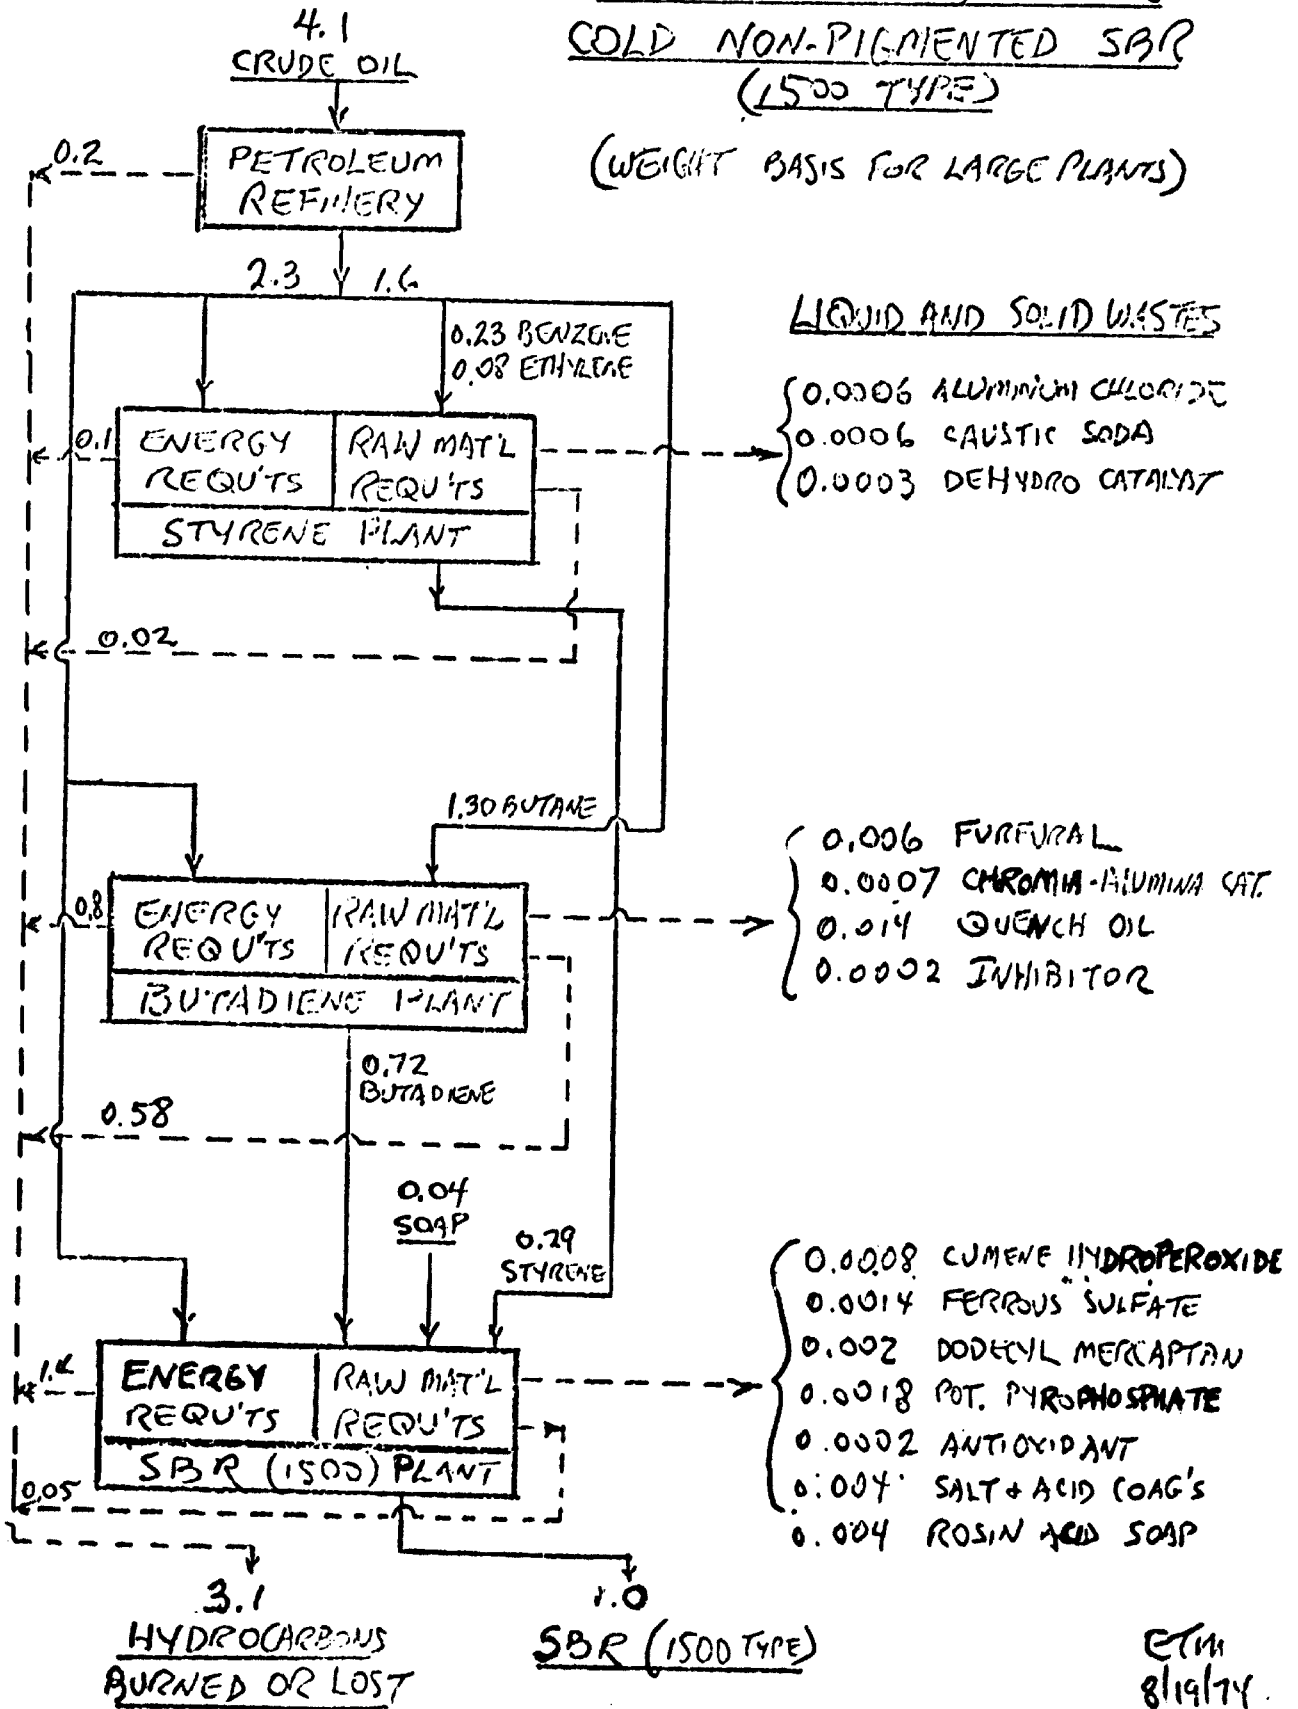 4.1
CRUDE OIL
COLD NON-PIGMENTED SBR
(1500 TYPE)
(WEIGHT BASIS FOR LARGE PLANTS)
0.2
PETROLEUM
REFINERY
2.3 1.6
0.23 BENZENE
0.08 ETHYLENE
LIQUID AND SOLID WASTES
0.0006 ALUMINUM CHLORIDE
0.0006 CAUSTIC SODA
0.0003 DEHYDRO CATALYST
0.1
ENERGY
REQU'TS
RAW MAT'L
REQU'TS
STYRENE PLANT
0.02
1.30 BUTANE
0.006 FURFURAL
0.0007 CHROMIA-ALUMINA CAT.
0.014 QUENCH OIL
0.0002 INHIBITOR
0.8
ENERGY
REQU'TS
RAW MAT'L
REQU'TS
BUTADIENE PLANT
0.72
BUTADIENE
0.58
0.04
SOAP
0.29
STYRENE
0.0008 CUMENE HYDROPEROXIDE
0.0014 FERROUS SULFATE
0.002 DODECYL MERCAPTAN
0.0018 POT. PYROPHOSPHATE
0.0002 ANTIOXIDANT
0.004 SALT & ACID COAG'S
0.004 ROSIN ACID SOAP
ENERGY
REQU'TS
RAW MAT'L
REQU'TS
SBR (1500) PLANT
0.05
3.1
HYDROCARBONS
BURNED OR LOST
1.0
SBR (1500 TYPE)
ETM
8/19/74